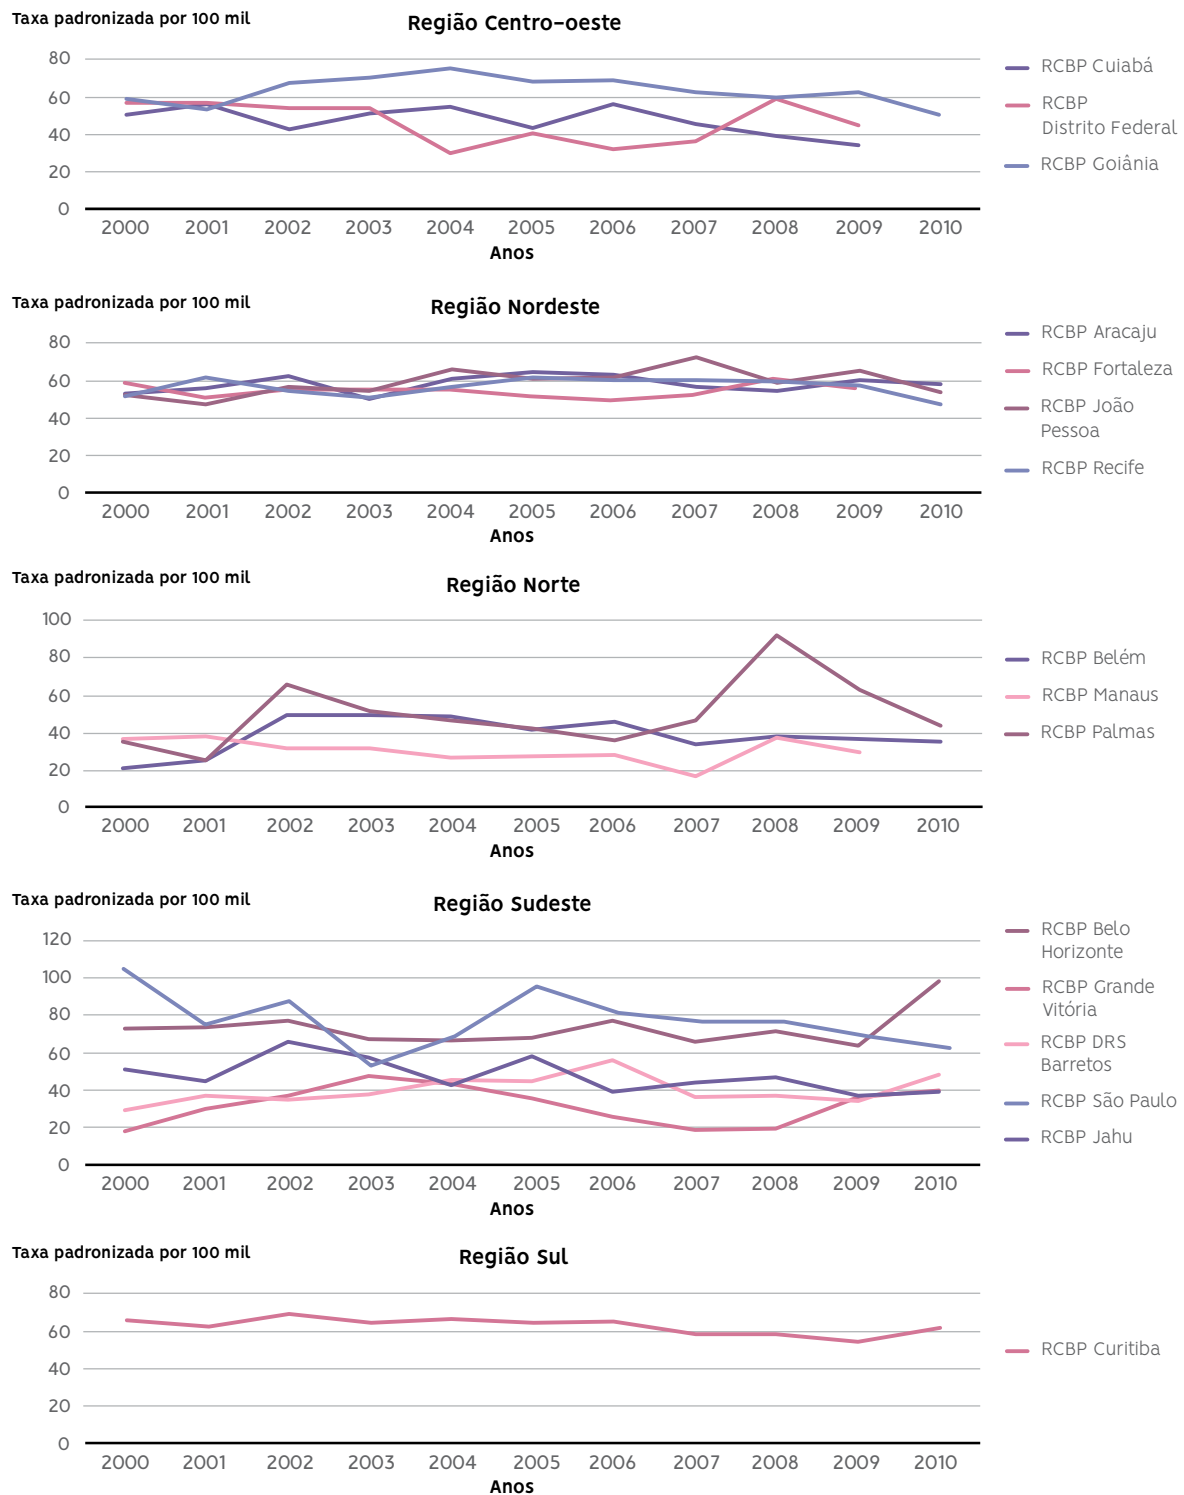 Taxa padronizada por 100 mil
Região Centro-oeste
80
60
40
20
0
2000 2001 2002 2003 2004 2005 2006 2007 2008 2009 2010
Anos
RCBP Cuiabá
RCBP
Distrito Federal
RCBP Goiânia
Taxa padronizada por 100 mil
Região Nordeste
80
60
40
20
0
2000 2001 2002 2003 2004 2005 2006 2007 2008 2009 2010
Anos
RCBP Aracaju
RCBP Fortaleza
RCBP João
Pessoa
RCBP Recife
Taxa padronizada por 100 mil
Região Norte
100
80
60
40
20
0
2000 2001 2002 2003 2004 2005 2006 2007 2008 2009 2010
Anos
RCBP Belém
RCBP Manaus
RCBP Palmas
Taxa padronizada por 100 mil
Região Sudeste
120
100
80
60
40
20
0
2000 2001 2002 2003 2004 2005 2006 2007 2008 2009 2010
Anos
RCBP Belo
Horizonte
RCBP Grande
Vitória
RCBP DRS
Barretos
RCBP São Paulo
RCBP Jahu
Taxa padronizada por 100 mil
Região Sul
80
60
40
20
0
2000 2001 2002 2003 2004 2005 2006 2007 2008 2009 2010
Anos
RCBP Curitiba